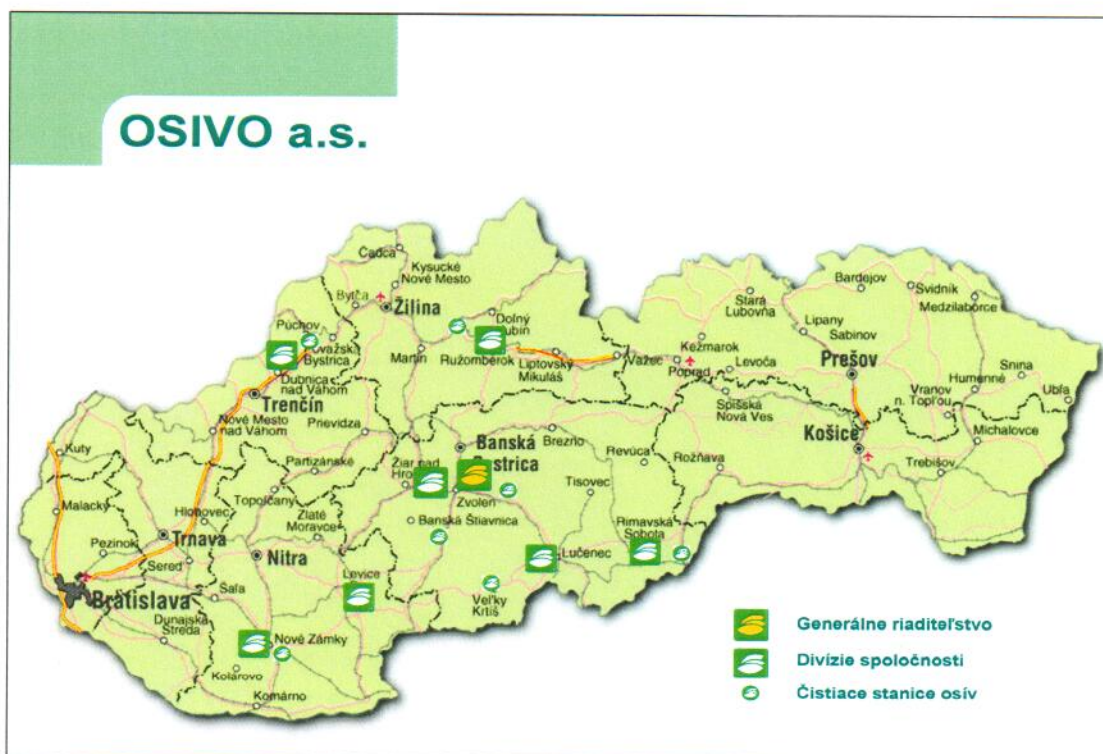 OSIVO a.s.
Čadca
Kysucké
Nové Mesto
Bytča
Žilina
Púchov
Považská
Bystrica
Dubnica
nad Váhom
Trenčín
Nové Mesto
nad Váhom
Martin
Dolný
Ružomberok
Liptovský
Mikuláš
Važec
Poprad
Kežmarok
Stará
Ľubovňa
Levoča
Spišská
Nová Ves
Bardejov
Svidník
Medzilaborce
Lipany
Sabinov
Prešov
Vranov
n. Topľou
Humenné
Snina
Ubľa
Michalovce
Trebišov
Košice
Rožňava
Revúca
Brezno
Banská
Tisovec
Zvolen
Banská Štiavnica
Žiar nad
Prievidza
Partizánske
Topoľčany
Zlaté
Moravce
Nitra
Levice
Rimavská
Sobota
Lučenec
Veľký
Krtíš
Kuty
Malacky
Pezinok
Hlohovec
Trnava
Sereď
Bratislava
Šaľa
Dunajská
Streda
Nové Zámky
Kolárovo
Komárno
Generálne riaditeľstvo
Divízie spoločnosti
Čistiace stanice osív